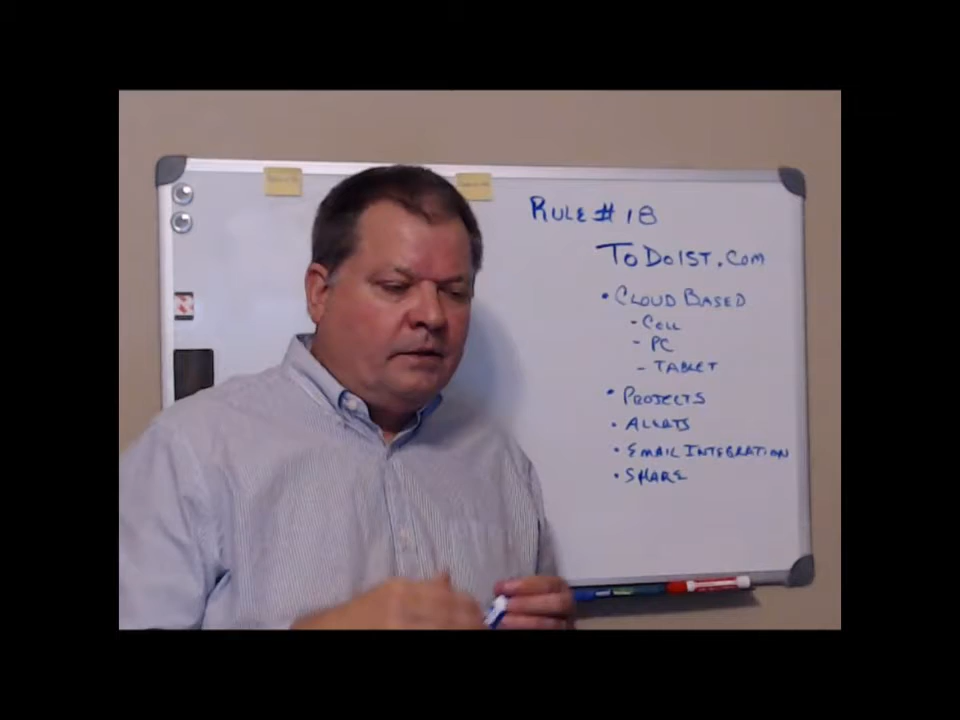 RULE # 18
TODOIST.COM
• CLOUD BASED
- CELL
- PC
- TABLET
• PROJECTS
• ALERTS
• EMAIL INTEGRATION
• SHARE